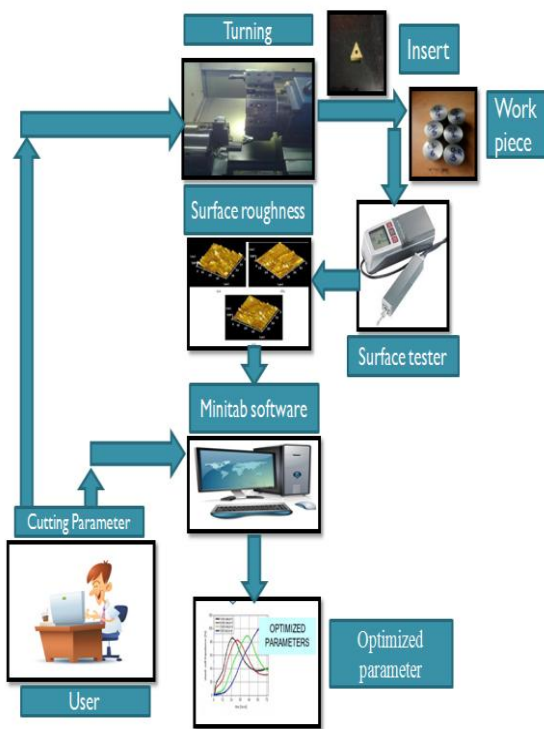 Turning
Insert
Work
piece
Surface roughness
Surface tester
Minitab software
Cutting Parameter
User
OPTIMIZED
PARAMETERS
Optimized
parameter